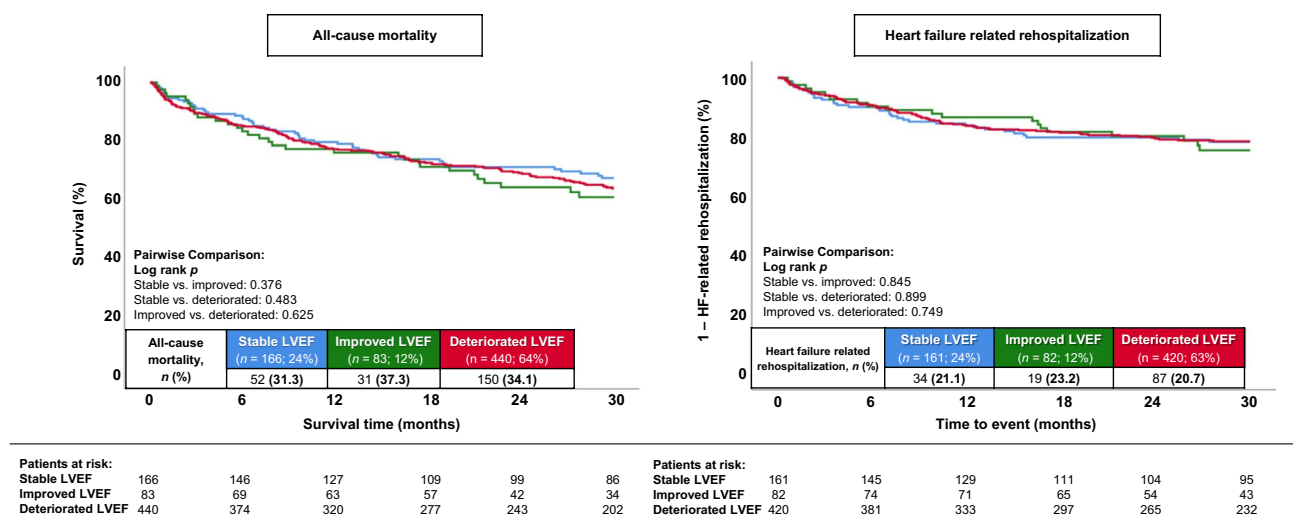 All-cause mortality
Survival (%)
100
80
60
40
20
0
Pairwise Comparison:
Log rank p
Stable vs. improved: 0.376
Stable vs. deteriorated: 0.483
Improved vs. deteriorated: 0.625
All-cause mortality, n (%)
Stable LVEF
(n = 166; 24%)
Improved LVEF
(n = 83; 12%)
Deteriorated LVEF
(n = 440; 64%)
52 (31.3)
31 (37.3)
150 (34.1)
0 6 12 18 24 30
Survival time (months)
Heart failure related rehospitalization
1 – HF-related rehospitalization (%)
100
80
60
40
20
0
Pairwise Comparison:
Log rank p
Stable vs. improved: 0.845
Stable vs. deteriorated: 0.899
Improved vs. deteriorated: 0.749
Heart failure related
rehospitalization, n (%)
Stable LVEF
(n = 161; 24%)
Improved LVEF
(n = 82; 12%)
Deteriorated LVEF
(n = 420; 63%)
34 (21.1)
19 (23.2)
87 (20.7)
0 6 12 18 24 30
Time to event (months)
Patients at risk:
Stable LVEF 166 146 127 109 99 86
Improved LVEF 83 69 63 57 42 34
Deteriorated LVEF 440 374 320 277 243 202
Patients at risk:
Stable LVEF 161 145 129 111 104 95
Improved LVEF 82 74 71 65 54 43
Deteriorated LVEF 420 381 333 297 265 232